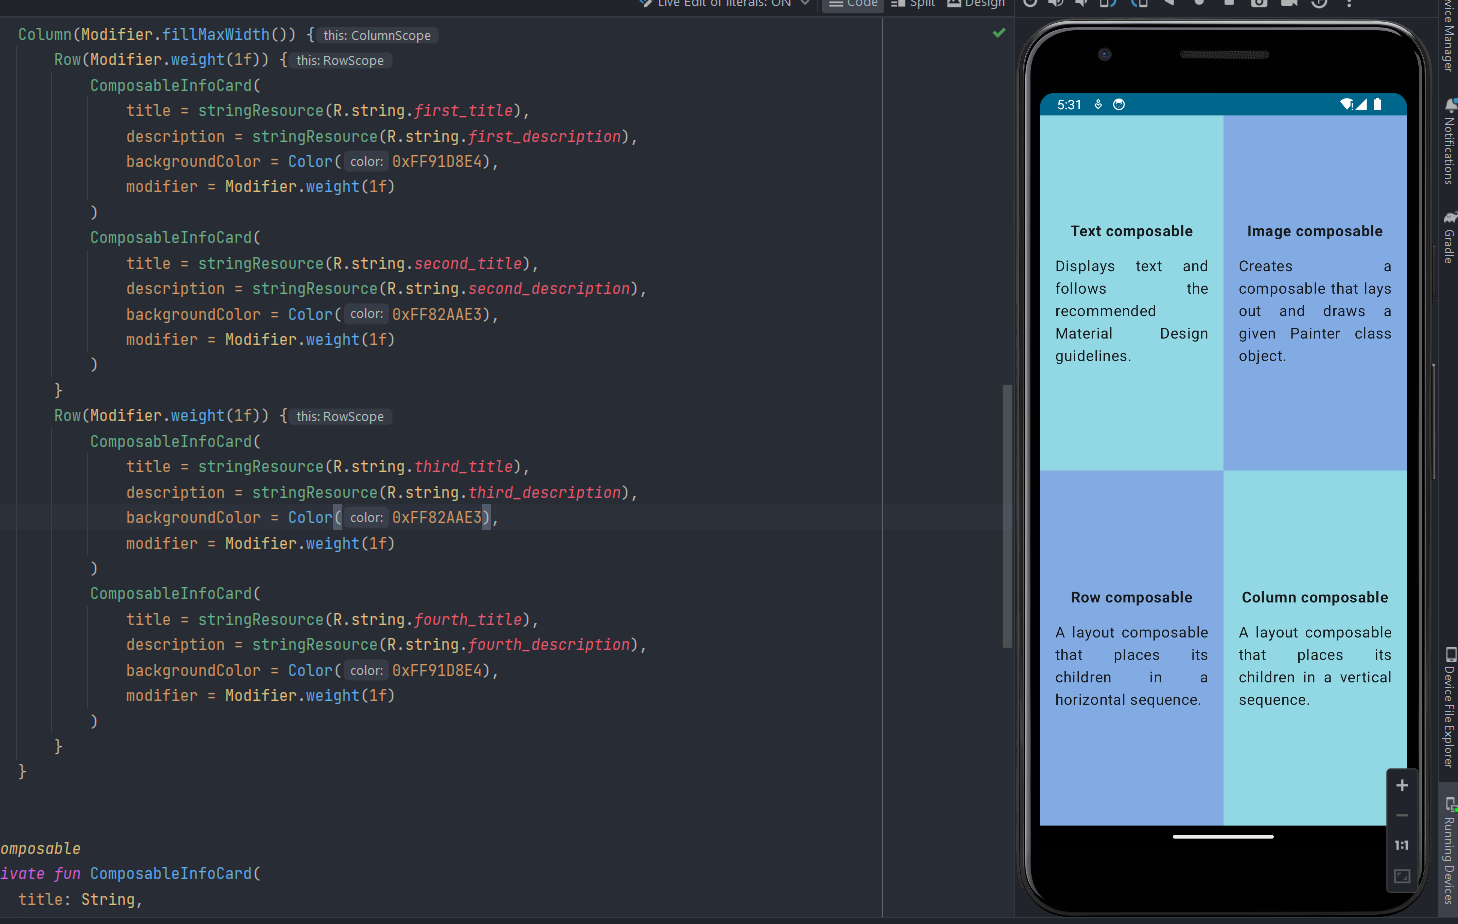 Live Edit of literals: ON
Code
Split
Design
Column(Modifier.fillMaxWidth()) { this: ColumnScope
Row(Modifier.weight(1f)) { this: RowScope
ComposableInfoCard(
title = stringResource(R.string.first_title),
description = stringResource(R.string.first_description),
backgroundColor = Color( color: 0xFF91D8E4),
modifier = Modifier.weight(1f)
)
ComposableInfoCard(
title = stringResource(R.string.second_title),
description = stringResource(R.string.second_description),
backgroundColor = Color( color: 0xFF82AAE3),
modifier = Modifier.weight(1f)
)
}
Row(Modifier.weight(1f)) { this: RowScope
ComposableInfoCard(
title = stringResource(R.string.third_title),
description = stringResource(R.string.third_description),
backgroundColor = Color( color: 0xFF82AAE3),
modifier = Modifier.weight(1f)
)
ComposableInfoCard(
title = stringResource(R.string.fourth_title),
description = stringResource(R.string.fourth_description),
backgroundColor = Color( color: 0xFF91D8E4),
modifier = Modifier.weight(1f)
)
}
}
omposable
ivate fun ComposableInfoCard(
title: String,
5:31
Text composable
Displays text and
follows the
recommended
Material Design
guidelines.
Image composable
Creates a
composable that lays
out and draws a
given Painter class
object.
Row composable
A layout composable
that places its
children in a
horizontal sequence.
Column composable
A layout composable
that places its
children in a vertical
sequence.
+
−
1:1
vice Manager
Notifications
Gradle
Device File Explorer
Running Devices